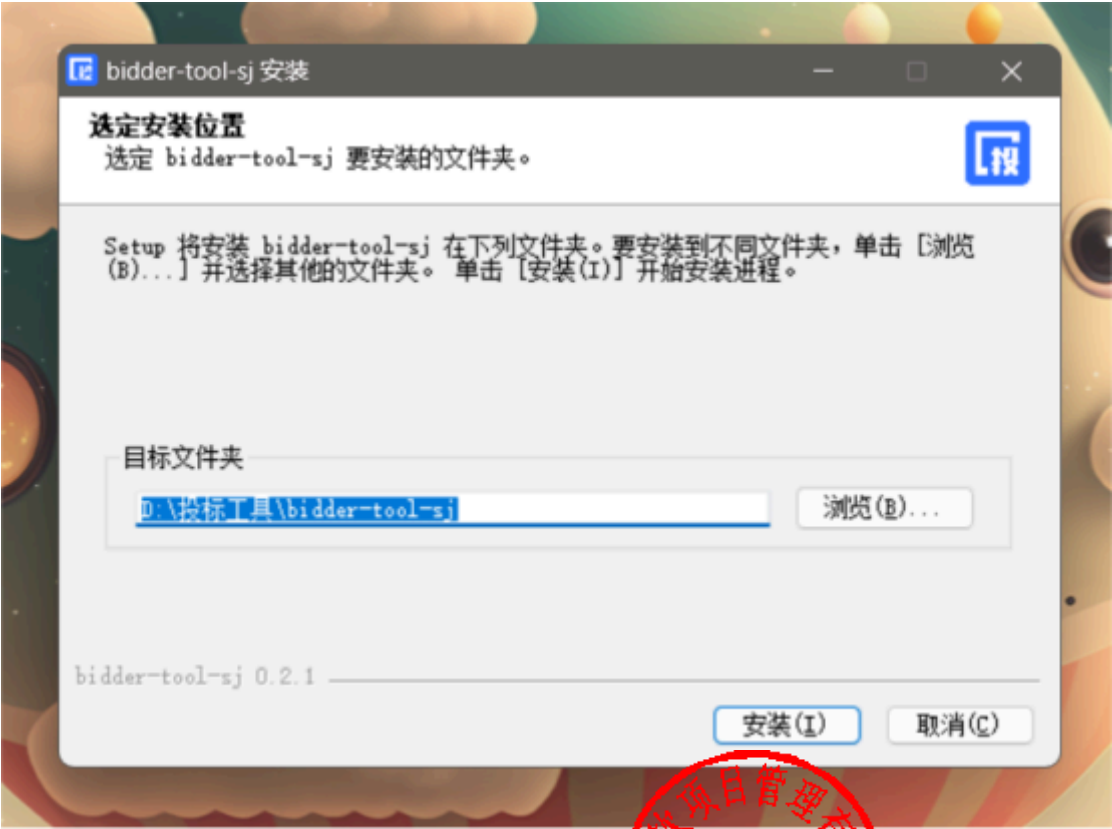 bidder-tool-sj 安装
选定安装位置
选定 bidder-tool-sj 要安装的文件夹。
投
Setup 将安装 bidder-tool-sj 在下列文件夹。要安装到不同文件夹，单击 [浏览
(B)...] 并选择其他的文件夹。 单击 [安装(I)] 开始安装进程。
目标文件夹
D:\投标工具\bidder-tool-sj
浏览(B)...
bidder-tool-sj 0.2.1
安装(I)
取消(C)
项目管理有